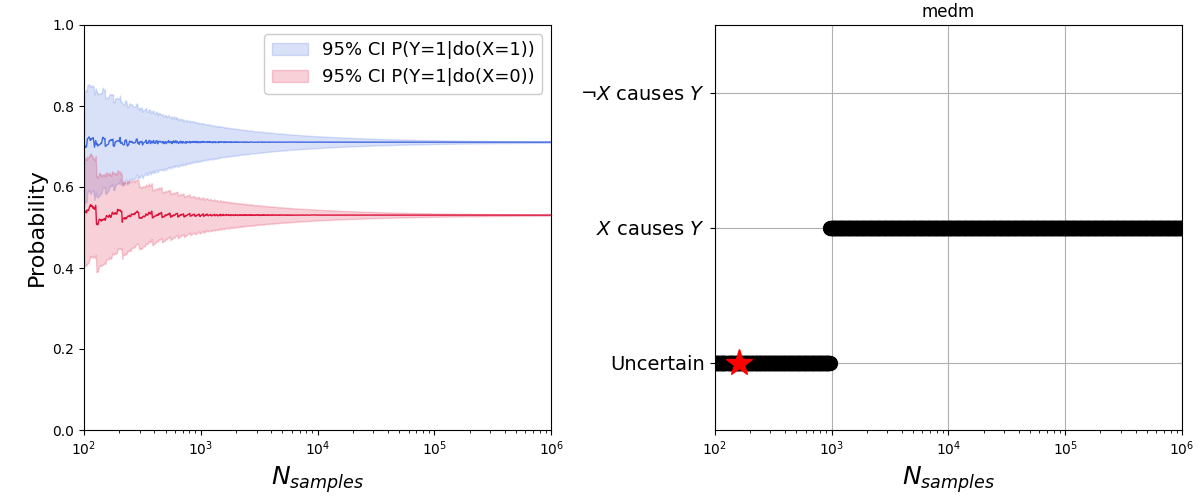 medm
1.0
0.8
0.6
0.4
0.2
0.0
Probability
95% CI P(Y=1|do(X=1))
95% CI P(Y=1|do(X=0))
10² 10³ 10⁴ 10⁵ 10⁶
N_samples
¬X causes Y
X causes Y
Uncertain
10² 10³ 10⁴ 10⁵ 10⁶
N_samples